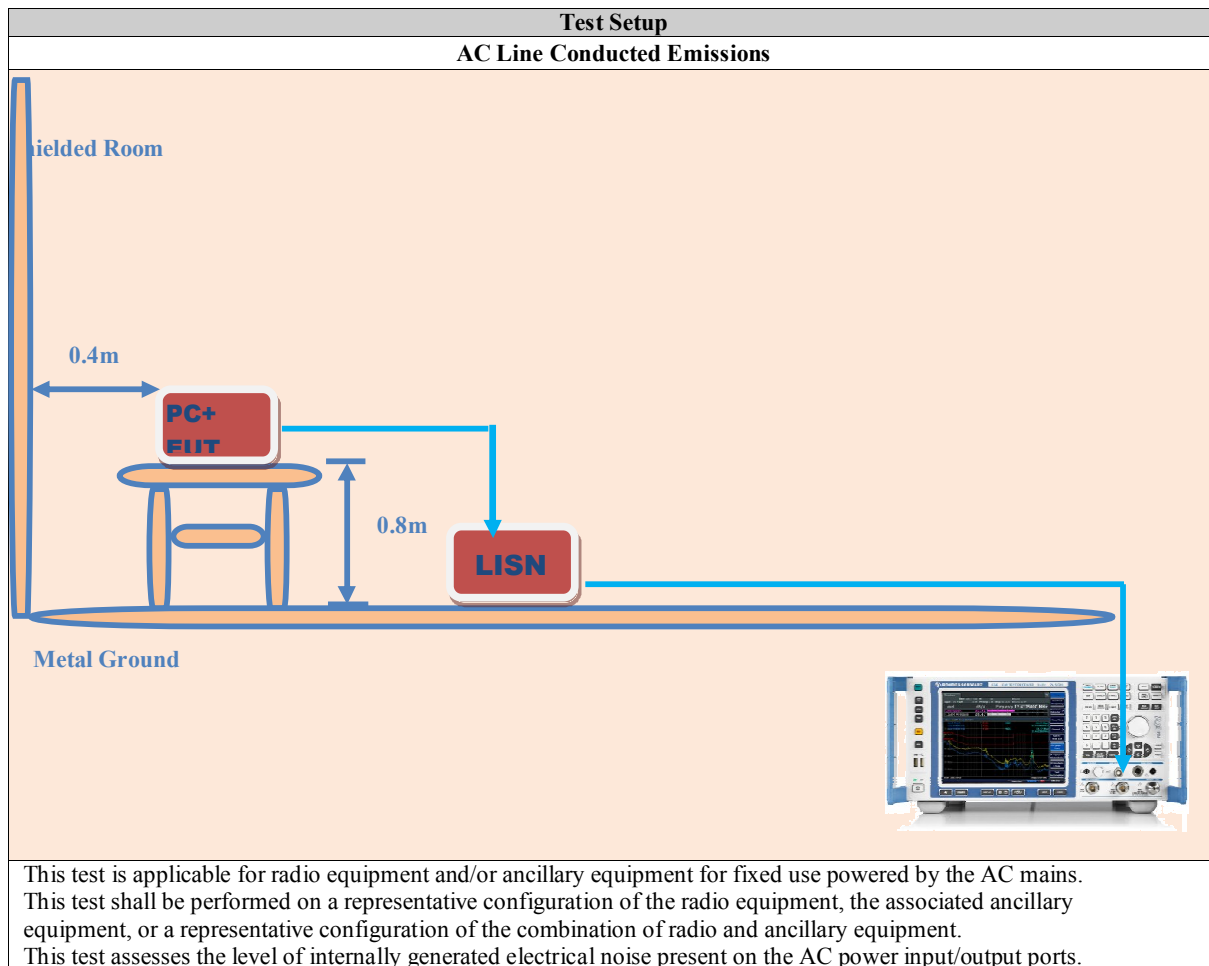 Test Setup
AC Line Conducted Emissions
hielded Room
0.4m
PC+
EUT
0.8m
LISN
Metal Ground
This test is applicable for radio equipment and/or ancillary equipment for fixed use powered by the AC mains.
This test shall be performed on a representative configuration of the radio equipment, the associated ancillary
equipment, or a representative configuration of the combination of radio and ancillary equipment.
This test assesses the level of internally generated electrical noise present on the AC power input/output ports.